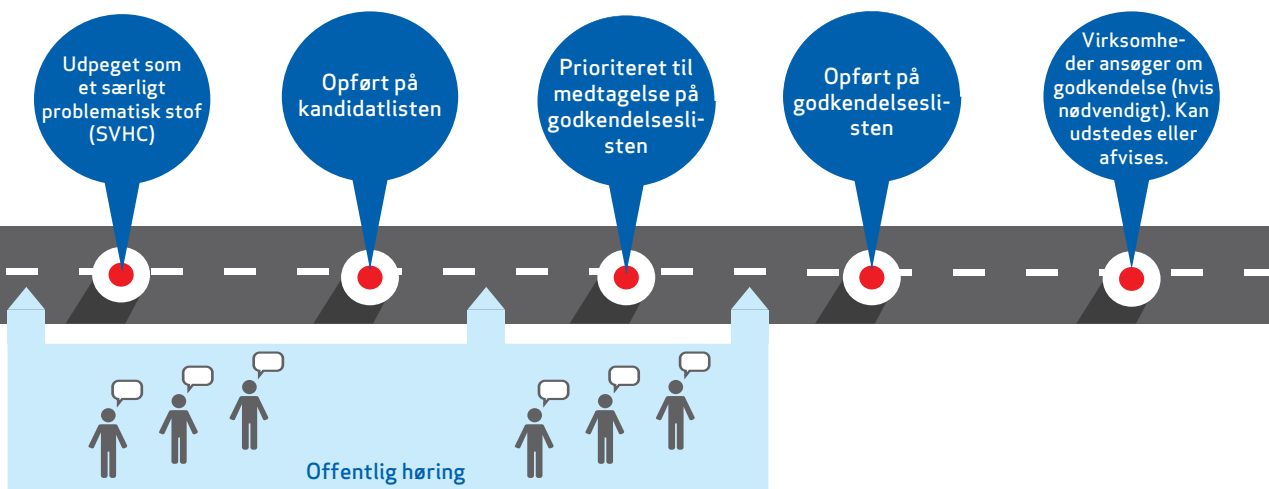 Udpeget som
et særligt
problematisk stof
(SVHC)
Opført på
kandidatlisten
Prioriteret til
medtagelse på
godkendelsesli-
sten
Opført på
godkendelsesli-
sten
Virksomhe-
der ansøger om
godkendelse (hvis
nødvendigt). Kan
udstedes eller
afvises.
Offentlig høring